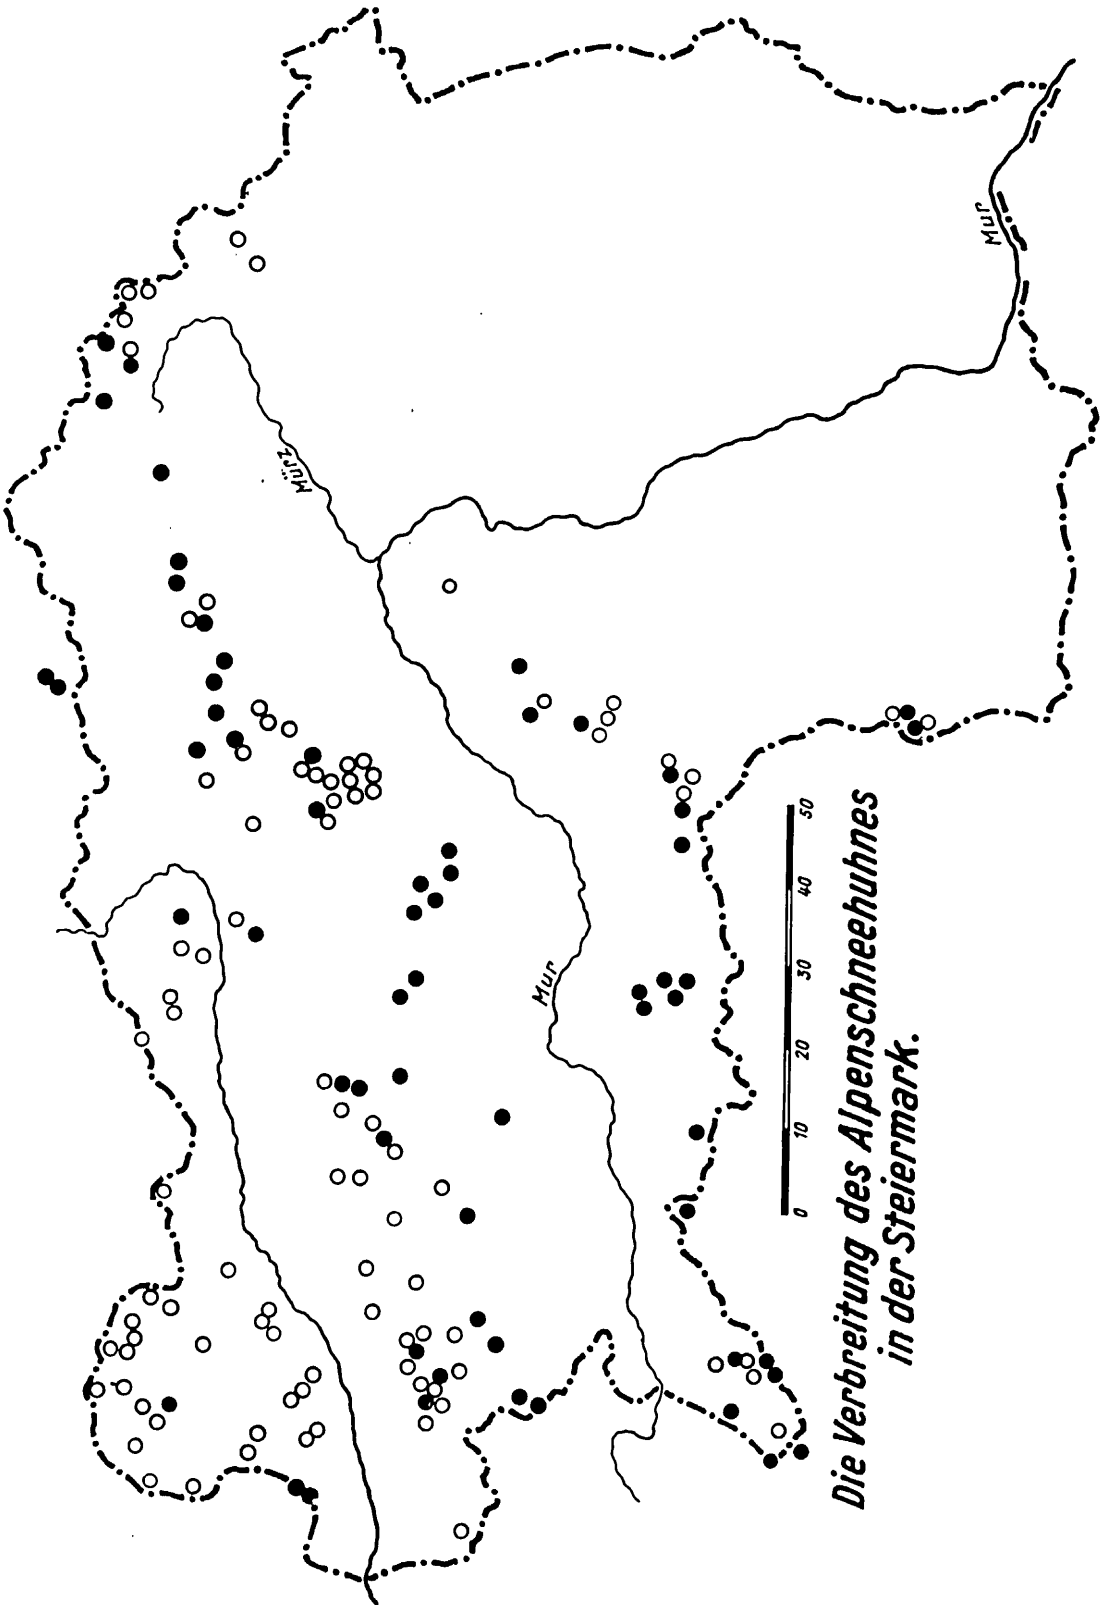 Mürz
Mur
Mur
0 10 20 30 40 50
Die Verbreitung des Alpenschneehuhnes
in der Steiermark.